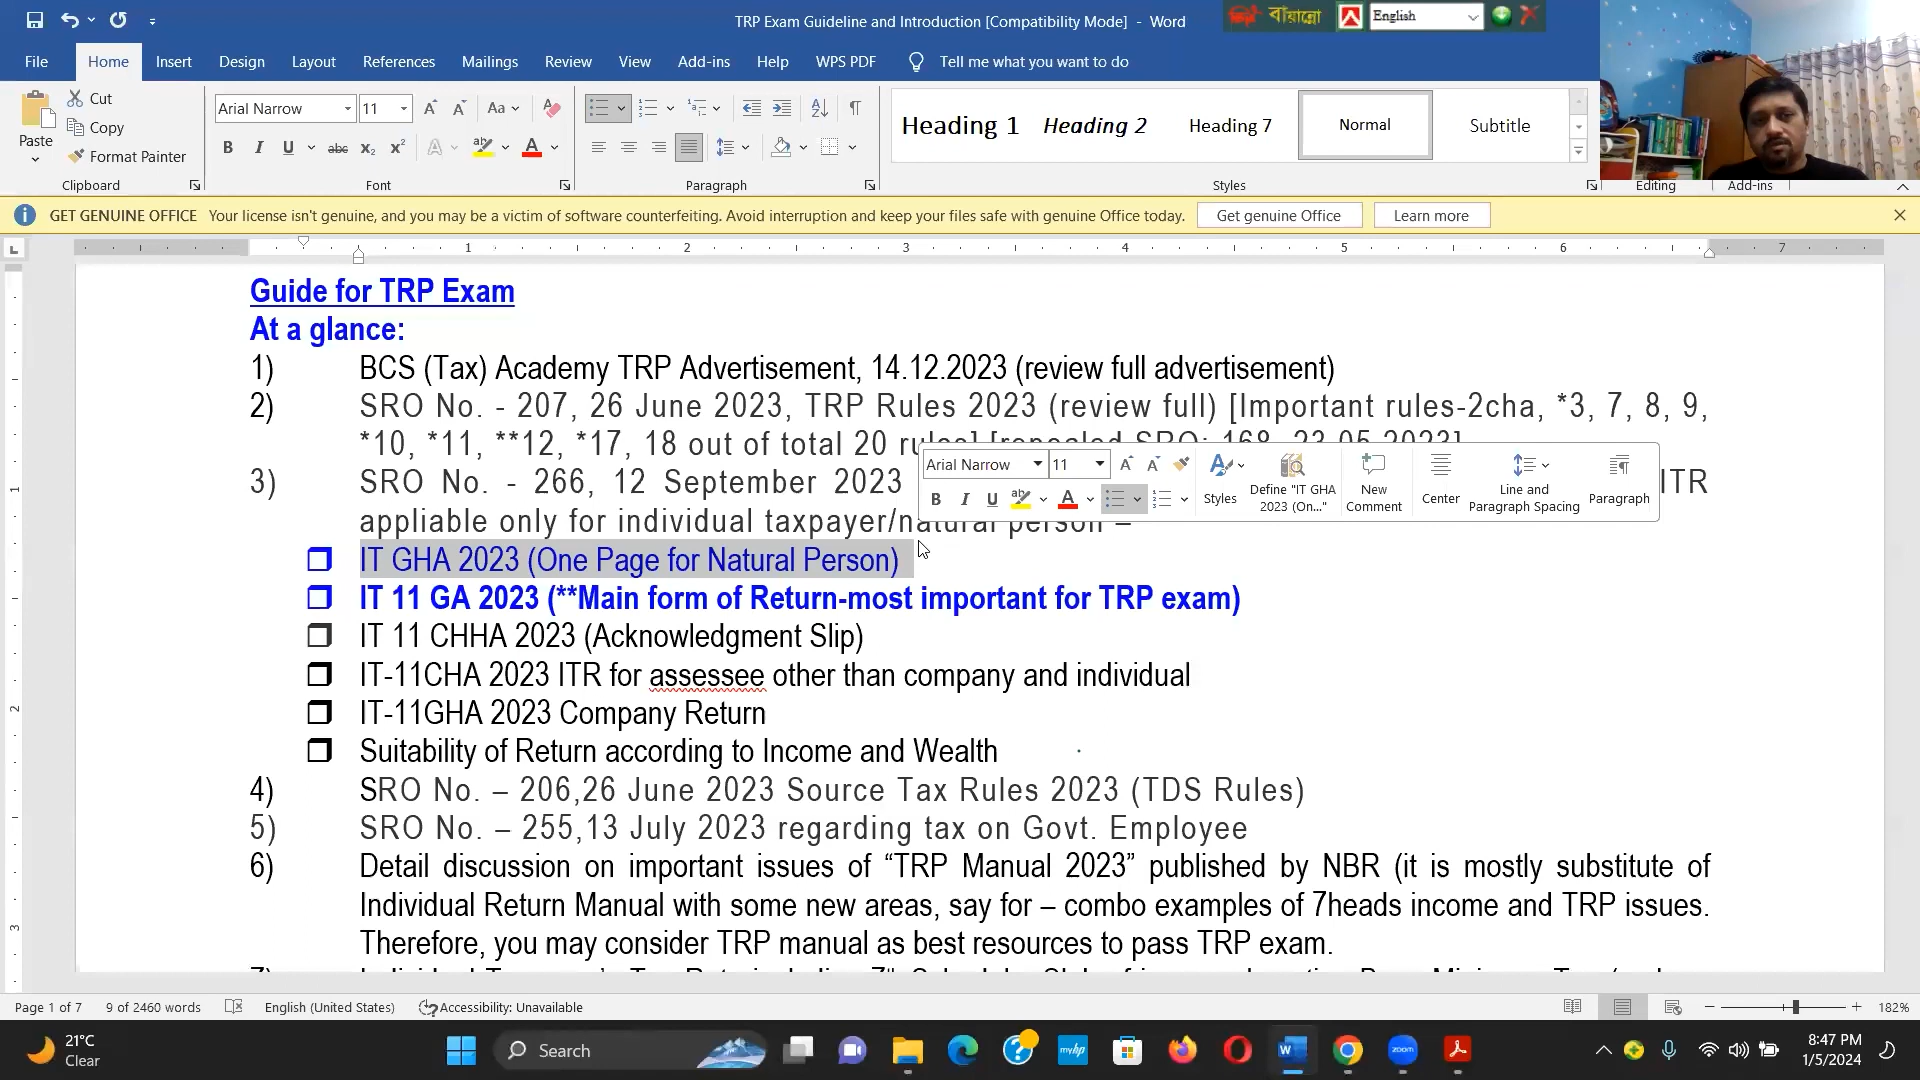 TRP Exam Guideline and Introduction [Compatibility Mode] - Word
বায়ান্নো
English
File Home Insert Design Layout References Mailings Review View Add-ins Help WPS PDF Tell me what you want to do
Paste
Cut
Copy
Format Painter
Clipboard
Arial Narrow 11
Font
Paragraph
Heading 1 Heading 2 Heading 7 Normal Subtitle
Styles
Editing
Add-ins
GET GENUINE OFFICE Your license isn't genuine, and you may be a victim of software counterfeiting. Avoid interruption and keep your files safe with genuine Office today. Get genuine Office Learn more
1 2 3 4 5 6 7
Guide for TRP Exam
At a glance:
1) BCS (Tax) Academy TRP Advertisement, 14.12.2023 (review full advertisement)
2) SRO No. - 207, 26 June 2023, TRP Rules 2023 (review full) [Important rules-2cha, *3, 7, 8, 9,
*10, *11, **12, *17, 18 out of total 20 rules] [repealed SRO: 168, 23.05.2023]
3) SRO No. - 266, 12 September 2023 ITR
appliable only for individual taxpayer/natural person –
IT GHA 2023 (One Page for Natural Person)
IT 11 GA 2023 (**Main form of Return-most important for TRP exam)
IT 11 CHHA 2023 (Acknowledgment Slip)
IT-11CHA 2023 ITR for assessee other than company and individual
IT-11GHA 2023 Company Return
Suitability of Return according to Income and Wealth
4) SRO No. – 206,26 June 2023 Source Tax Rules 2023 (TDS Rules)
5) SRO No. – 255,13 July 2023 regarding tax on Govt. Employee
6) Detail discussion on important issues of “TRP Manual 2023” published by NBR (it is mostly substitute of
Individual Return Manual with some new areas, say for – combo examples of 7heads income and TRP issues.
Therefore, you may consider TRP manual as best resources to pass TRP exam.
Arial Narrow 11
Styles
Define "IT GHA
2023 (On..."
New
Comment
Center
Line and
Paragraph Spacing
Paragraph
Page 1 of 7 9 of 2460 words English (United States) Accessibility: Unavailable 182%
21°C
Clear
Search
8:47 PM
1/5/2024